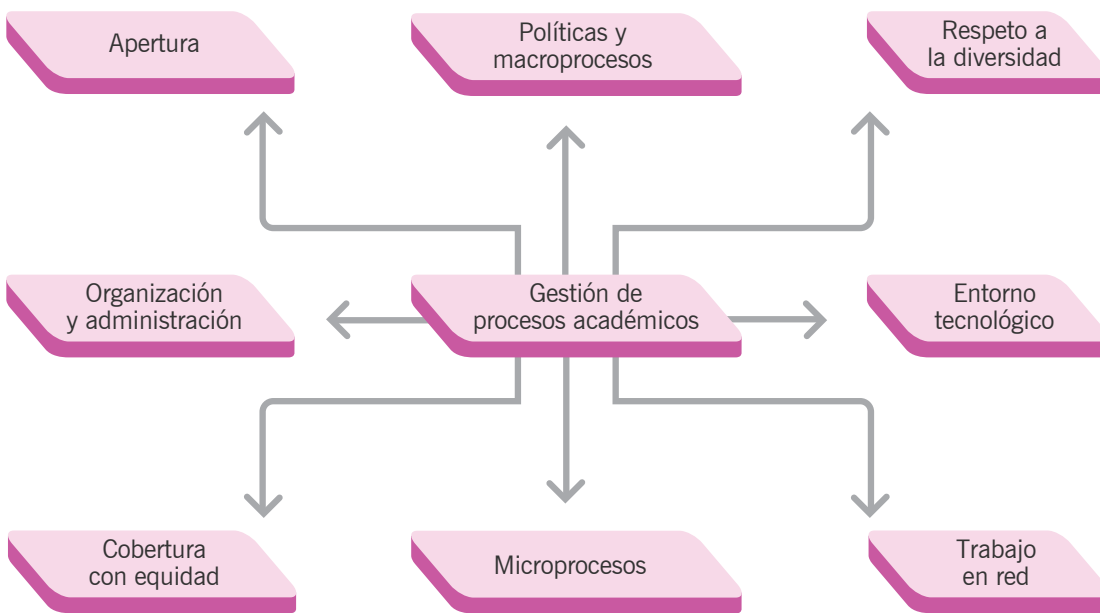 Apertura
Políticas y
macroprocesos
Respeto a
la diversidad
Organización
y administración
Gestión de
procesos académicos
Entorno
tecnológico
Cobertura
con equidad
Microprocesos
Trabajo
en red